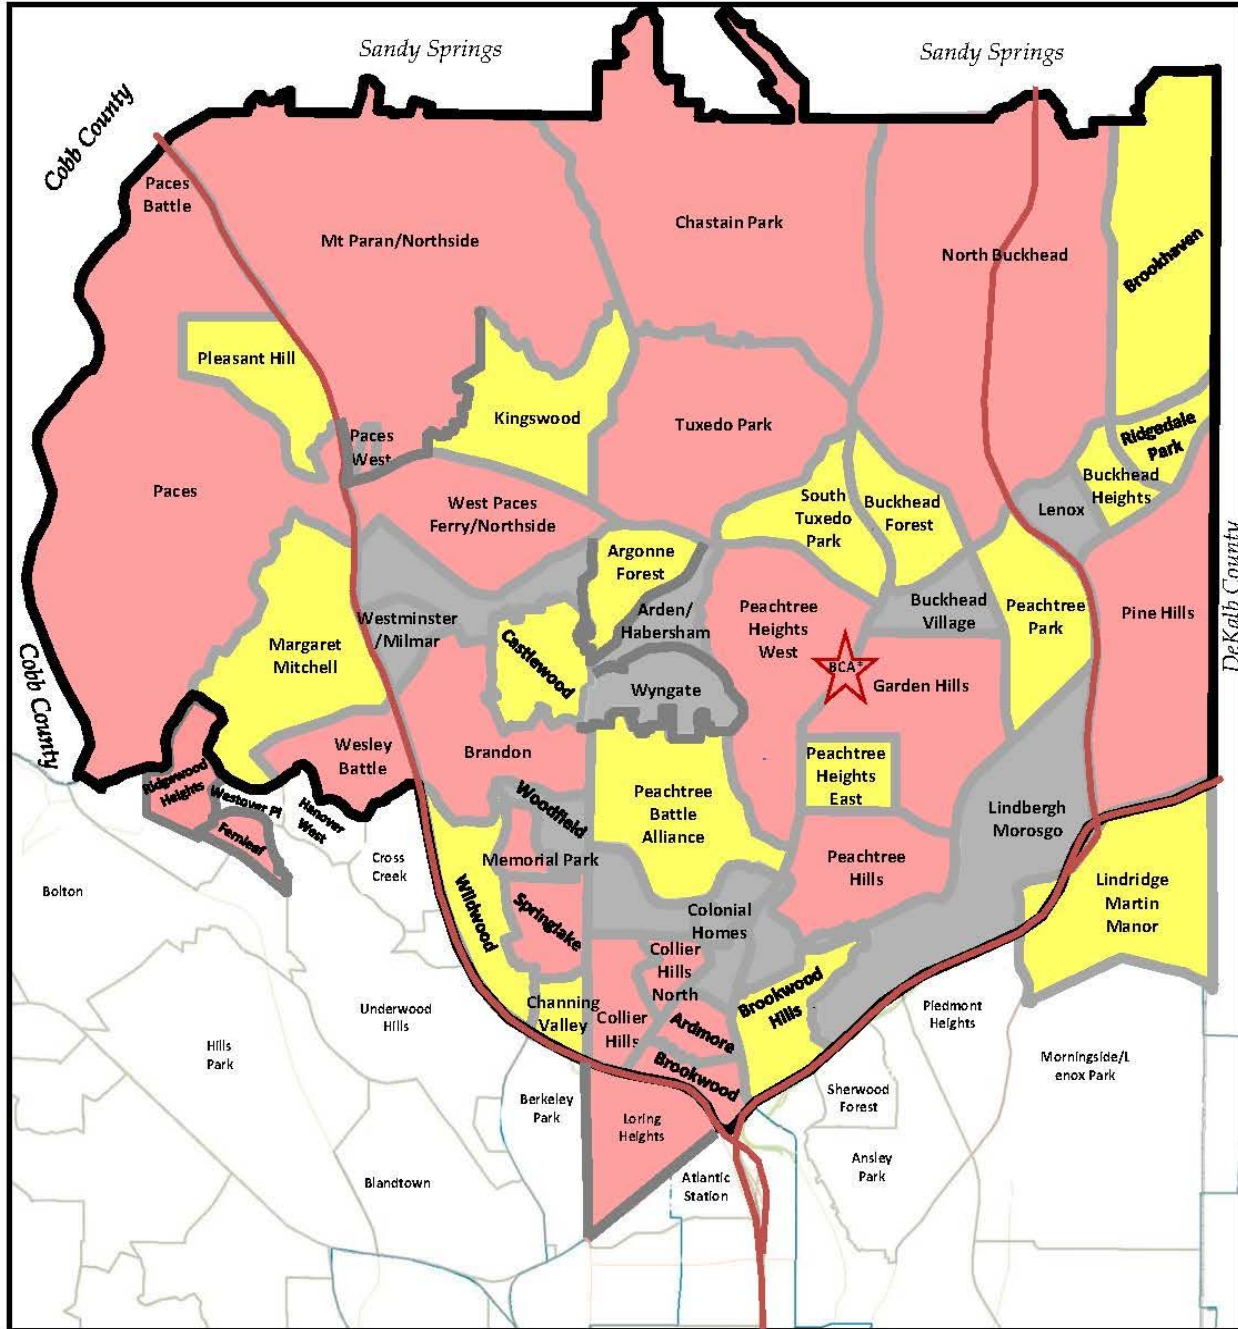 Sandy Springs
Sandy Springs
Cobb County
Paces
Battle
Mt Paran/Northside
Chastain Park
North Buckhead
Brookhaven
Pleasant Hill
Kingswood
Tuxedo Park
Paces
West
Ridgedale
Park
Buckhead
Heights
Paces
West Paces
Ferry/Northside
South
Tuxedo
Park
Buckhead
Forest
Lenox
Argonne
Forest
DeKalb County
Westminster
/Milmar
Arden/
Habersham
Peachtree
Heights
West
Buckhead
Village
Peachtree
Park
Pine Hills
Margaret
Mitchell
Castlewood
BCA*
Garden Hills
Cobb County
Wyngate
Wesley
Battle
Brandon
Peachtree
Heights
East
Ridgewood
Heights
Westover Pl
Hanover
West
Woodfield
Peachtree
Battle
Alliance
Lindbergh
Morosgo
Fernleaf
Cross
Creek
Memorial Park
Peachtree
Hills
Bolton
Wildwood
Springlake
Colonial
Homes
Lindridge
Martin
Manor
Collier
Hills
North
Brookwood
Hills
Underwood
Hills
Channing
Valley
Collier
Hills
Ardmore
Piedmont
Heights
Hills
Park
Brookwood
Morningside/L
enox Park
Berkeley
Park
Sherwood
Forest
Loring
Heights
Ansley
Park
Blandtown
Atlantic
Station